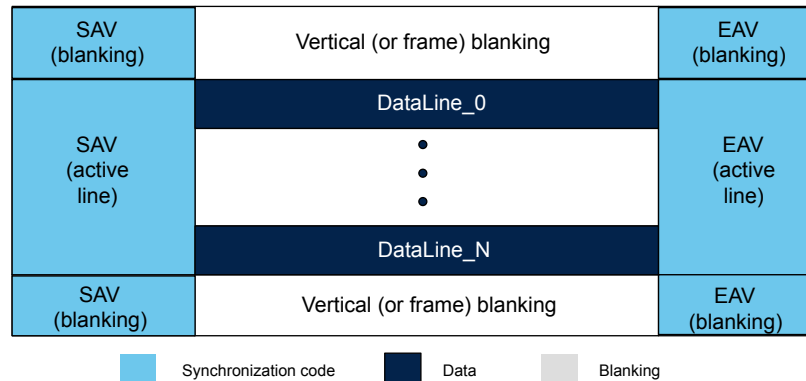 SAV
(blanking)
Vertical (or frame) blanking
EAV
(blanking)
DataLine_0
SAV
(active
line)
EAV
(active
line)
DataLine_N
SAV
(blanking)
Vertical (or frame) blanking
EAV
(blanking)
Synchronization code
Data
Blanking